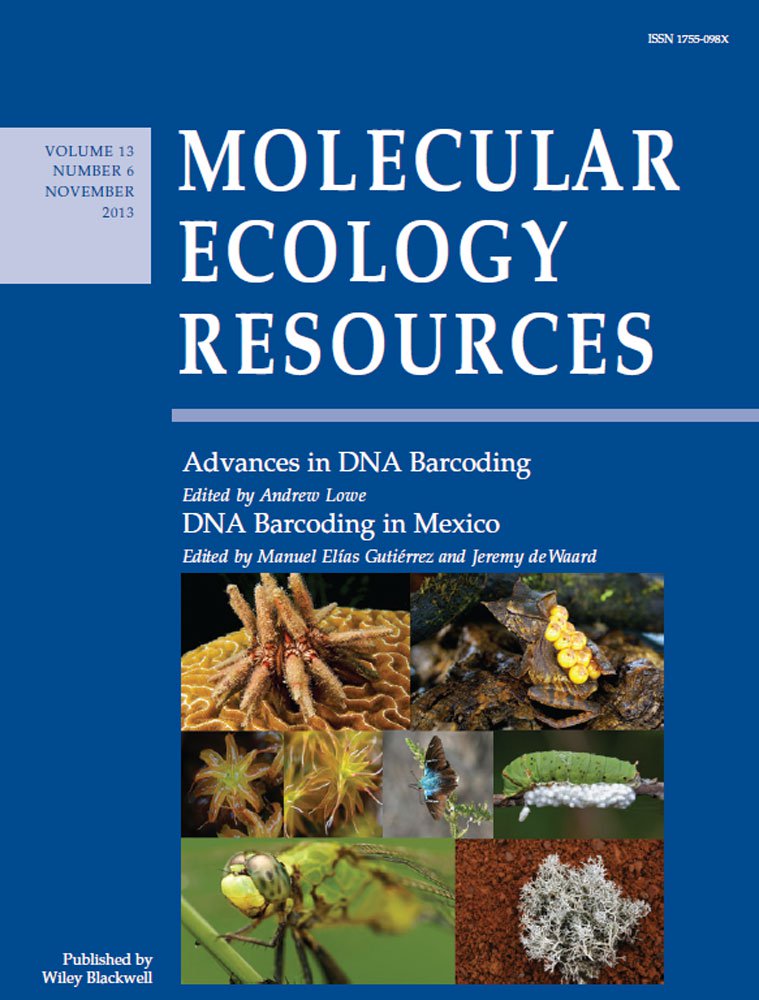 ISSN 1755-098X
VOLUME 13
NUMBER 6
NOVEMBER
2013
MOLECULAR
ECOLOGY
RESOURCES
Advances in DNA Barcoding
Edited by Andrew Lowe
DNA Barcoding in Mexico
Edited by Manuel Elías Gutiérrez and Jeremy deWaard
Published by
Wiley Blackwell